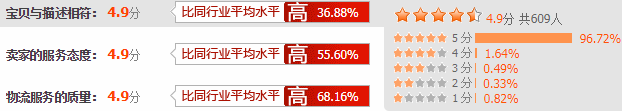 宝贝与描述相符：4.9分 比同行业平均水平 高 36.88%
卖家的服务态度：4.9分 比同行业平均水平 高 55.60%
物流服务的质量：4.9分 比同行业平均水平 高 68.16%
4.9分 共609人
5分 96.72%
4分 1.64%
3分 0.49%
2分 0.33%
1分 0.82%